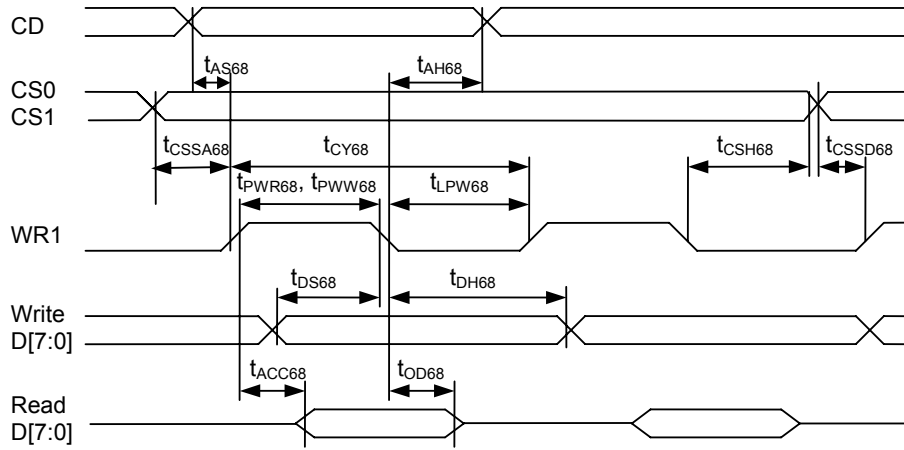 CD
tAS68
tAH68
CS0
CS1
tCSSA68
tCY68
tCSH68
tCSSD68
tPWR68, tPWW68
tLPW68
WR1
tDS68
tDH68
Write
D[7:0]
tACC68
tOD68
Read
D[7:0]